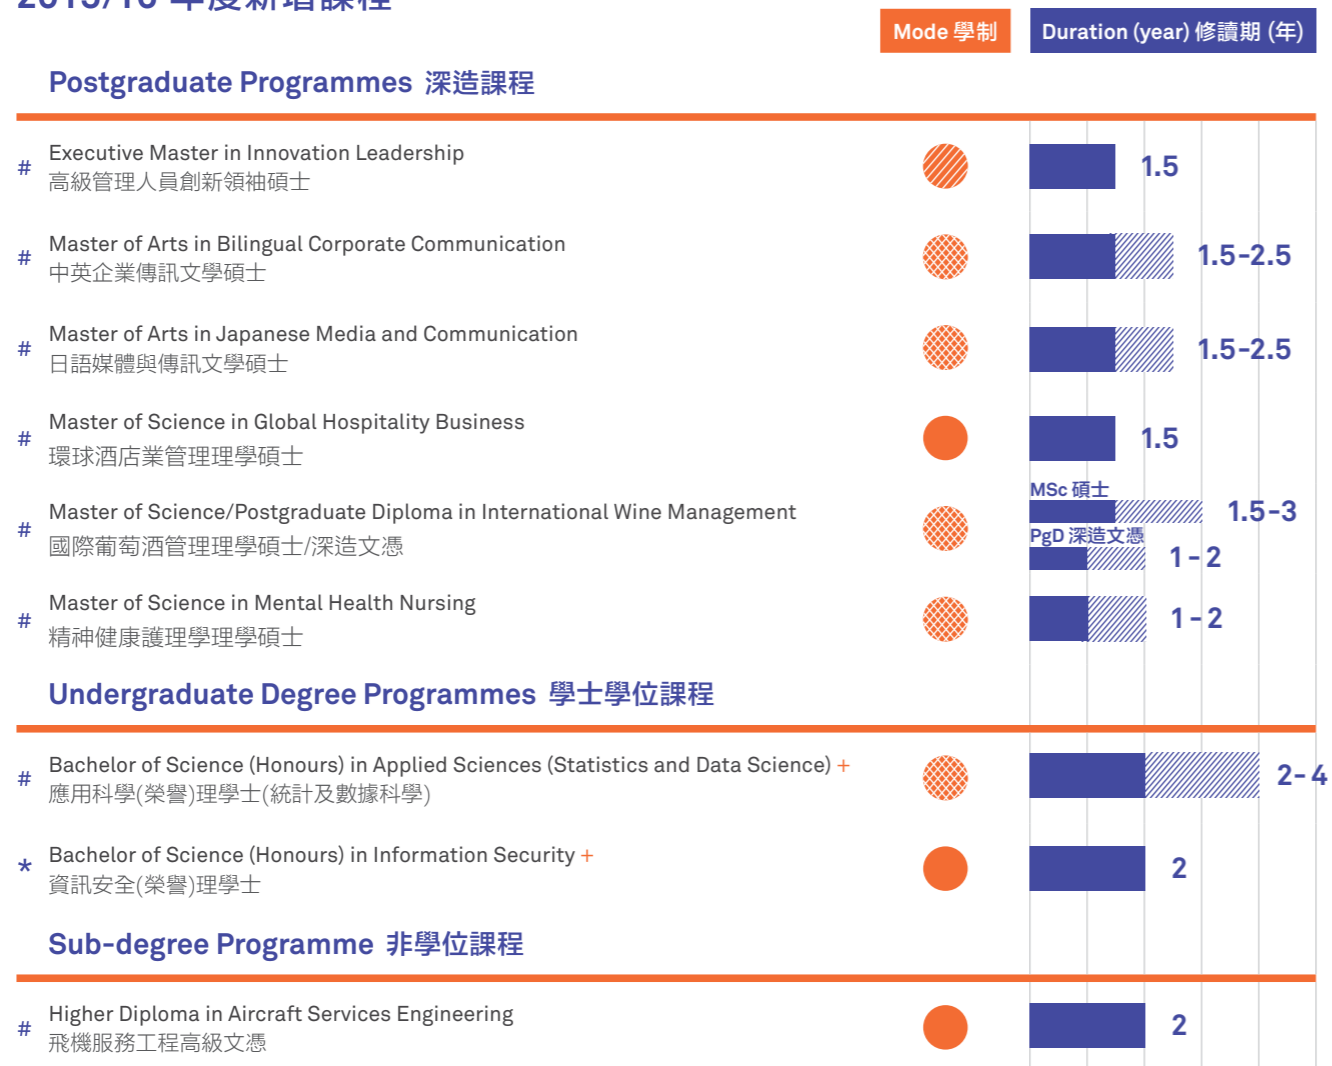 2015/16 年度新增課程
Mode 學制
Duration (year) 修讀期 (年)
Postgraduate Programmes 深造課程
# Executive Master in Innovation Leadership
高級管理人員創新領袖碩士
1.5
# Master of Arts in Bilingual Corporate Communication
中英企業傳訊文學碩士
1.5-2.5
# Master of Arts in Japanese Media and Communication
日語媒體與傳訊文學碩士
1.5-2.5
# Master of Science in Global Hospitality Business
環球酒店業管理理學碩士
1.5
# Master of Science/Postgraduate Diploma in International Wine Management
國際葡萄酒管理理學碩士/深造文憑
MSc 碩士
1.5-3
PgD 深造文憑
1-2
# Master of Science in Mental Health Nursing
精神健康護理學理學碩士
1-2
Undergraduate Degree Programmes 學士學位課程
# Bachelor of Science (Honours) in Applied Sciences (Statistics and Data Science) +
應用科學(榮譽)理學士(統計及數據科學)
2-4
* Bachelor of Science (Honours) in Information Security +
資訊安全(榮譽)理學士
2
Sub-degree Programme 非學位課程
# Higher Diploma in Aircraft Services Engineering
飛機服務工程高級文憑
2